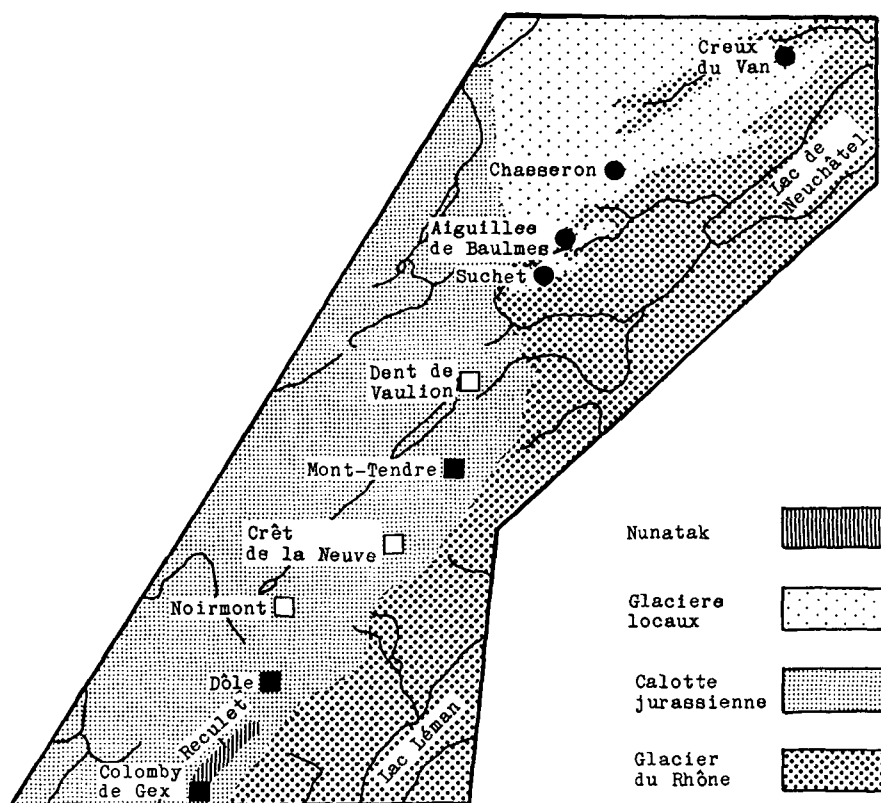 Creux
du Van
Lac de
Neuchâtel
Chasseron
Aiguilles
de Baulmes
Suchet
Dent de
Vaulion
Mont-Tendre
Crêt
de la Neuve
Noirmont
Dôle
Reculet
Colomby
de Gex
Lac Léman
Nunatak
Glaciers
locaux
Calotte
jurassienne
Glacier
du Rhône